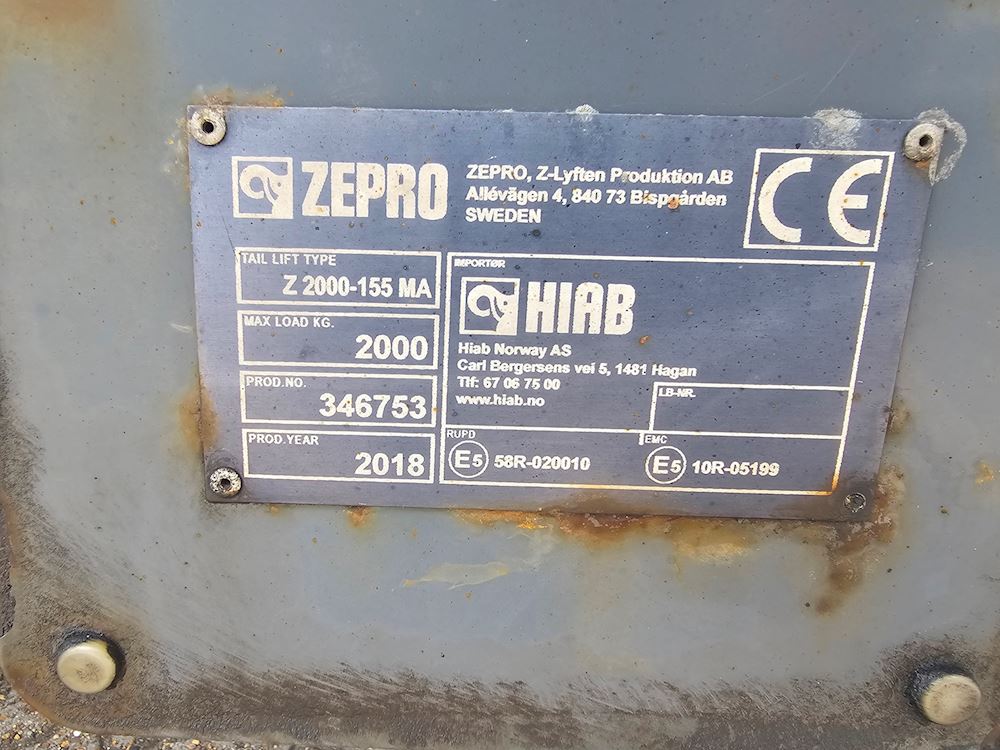 ZEPRO
ZEPRO, Z-Lyften Produktion AB
Allévägen 4, 840 73 Bispgården
SWEDEN
CE
TAIL LIFT TYPE
Z 2000-155 MA
MAX LOAD KG.
2000
PROD.NO.
346753
PROD.YEAR
2018
IMPORTØR
HIAB
Hiab Norway AS
Carl Bergersens vei 5, 1481 Hagan
Tlf: 67 06 75 00
www.hiab.no
LB-NR.
RUPD
E5 58R-020010
EMC
E5 10R-05199